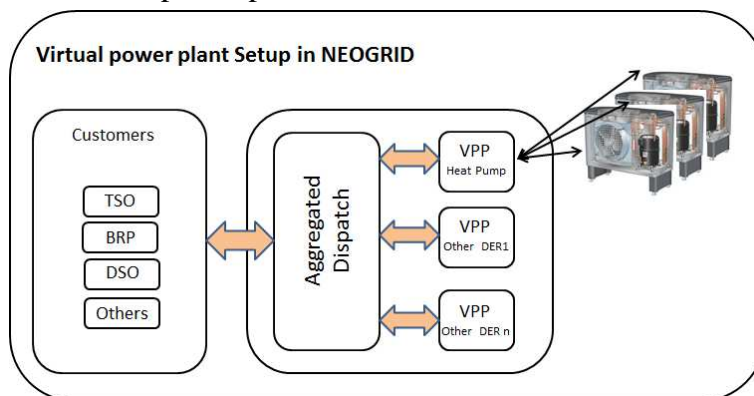 Virtual power plant Setup in NEOGRID
Customers
TSO
BRP
DSO
Others
Aggregated
Dispatch
VPP
Heat Pump
VPP
Other DER1
VPP
Other DER n